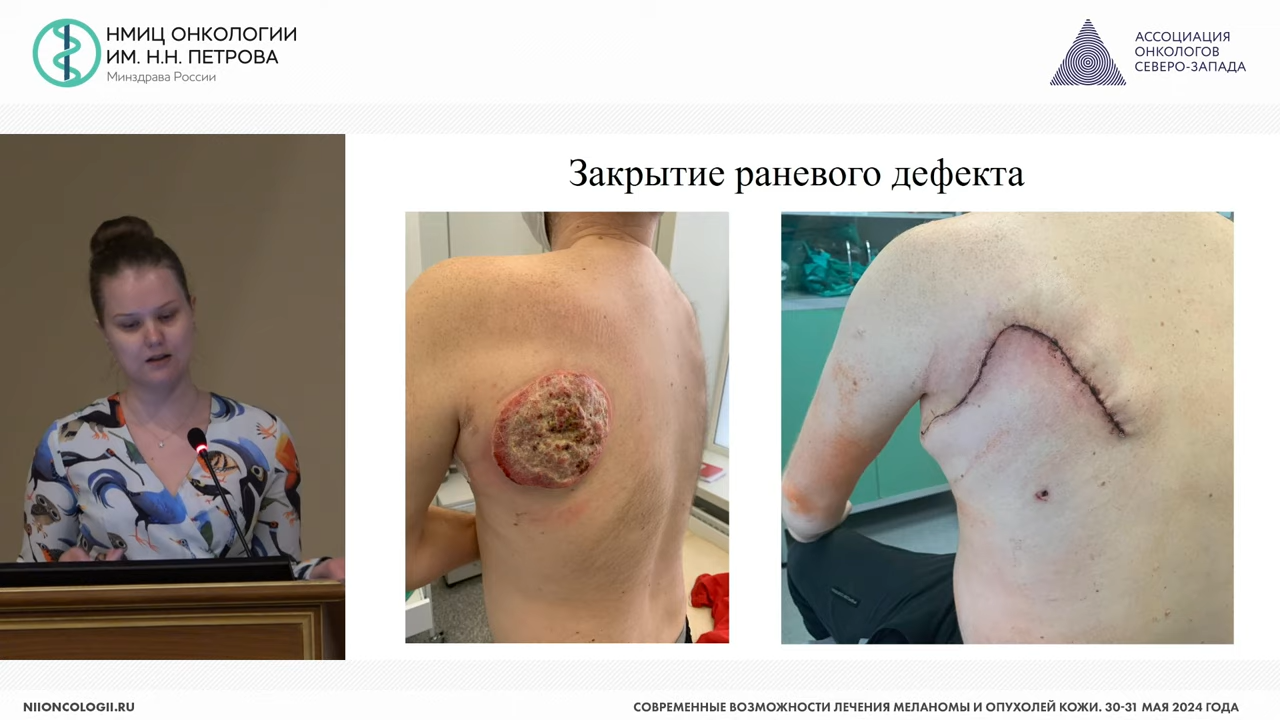 НМИЦ ОНКОЛОГИИ
ИМ. Н.Н. ПЕТРОВА
Минздрава России
АССОЦИАЦИЯ
ОНКОЛОГОВ
СЕВЕРО-ЗАПАДА
Закрытие раневого дефекта
NIIONCOLOGII.RU
СОВРЕМЕННЫЕ ВОЗМОЖНОСТИ ЛЕЧЕНИЯ МЕЛАНОМЫ И ОПУХОЛЕЙ КОЖИ. 30-31 МАЯ 2024 ГОДА